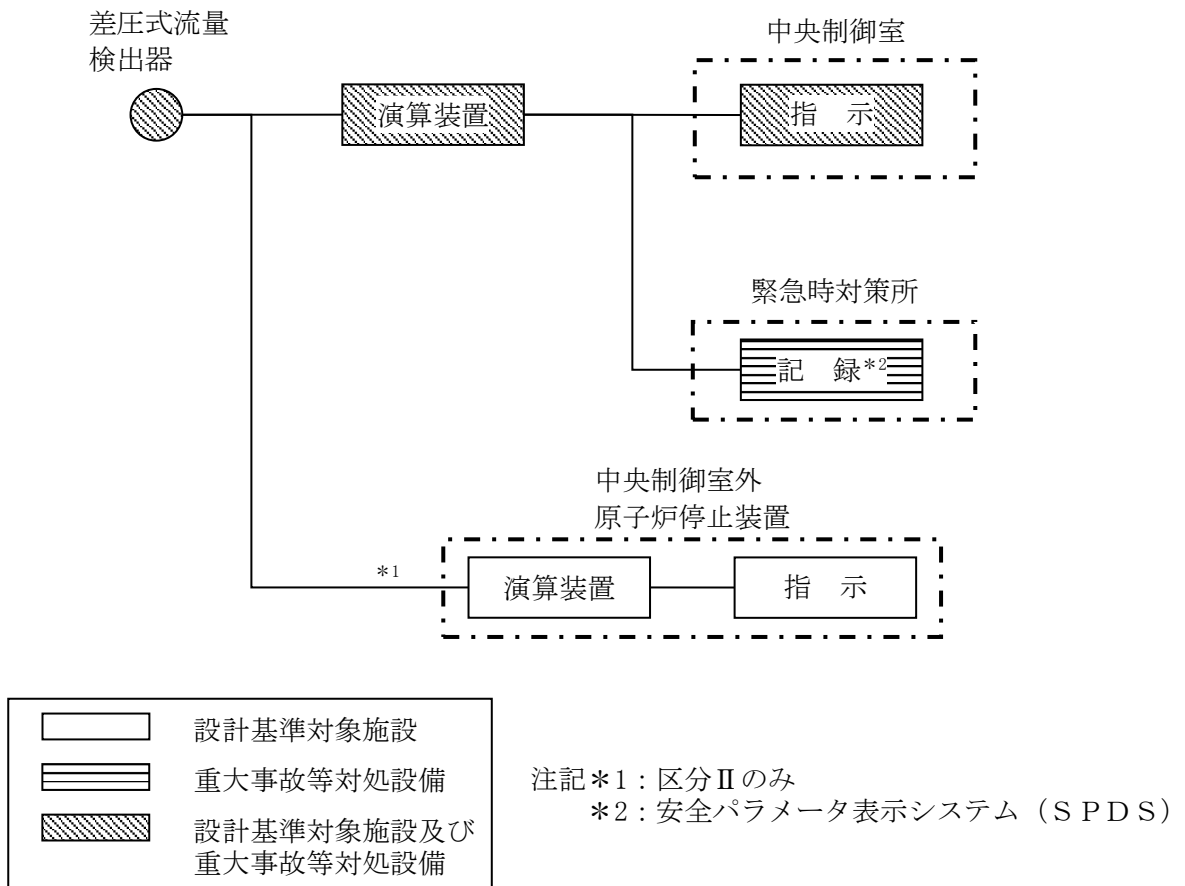 差圧式流量
検出器
中央制御室
演算装置
指 示
緊急時対策所
記 録*2
中央制御室外
原子炉停止装置
*1
演算装置
指 示
設計基準対象施設
重大事故等対処設備
設計基準対象施設及び
重大事故等対処設備
注記*1:区分Ⅱのみ
*2:安全パラメータ表示システム(SPDS)